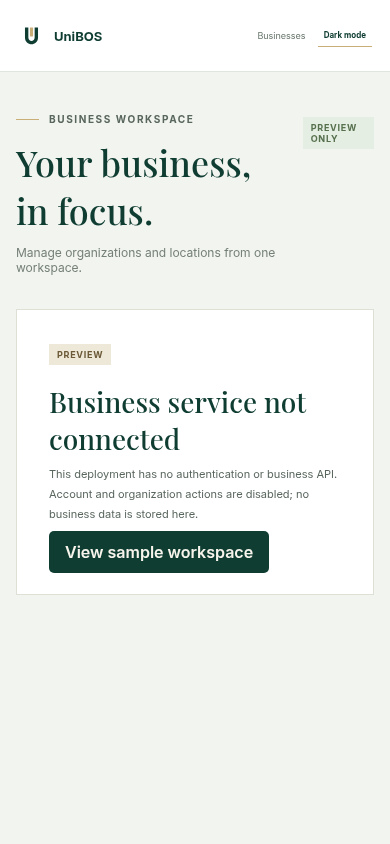 UniBOS
Businesses
Dark mode
BUSINESS WORKSPACE
PREVIEW
ONLY
Your business,
in focus.
Manage organizations and locations from one
workspace.
PREVIEW
Business service not
connected
This deployment has no authentication or business API.
Account and organization actions are disabled; no
business data is stored here.
View sample workspace